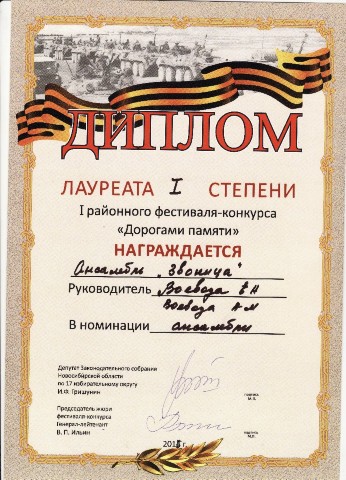 ДИПЛОМ
ЛАУРЕАТА I СТЕПЕНИ
I районного фестиваля-конкурса
«Дорогами памяти»
НАГРАЖДАЕТСЯ
Ансамбль "Звонница"
Руководитель Воевода Е Н
Воевода А М
В номинации ансамбли
Депутат Законодательного собрания
Новосибирской области
по 17 избирательному округу
И.Ф. Гришунин
Председатель жюри
фестиваля-конкурса
Генерал-лейтенант
В. П. Ильин